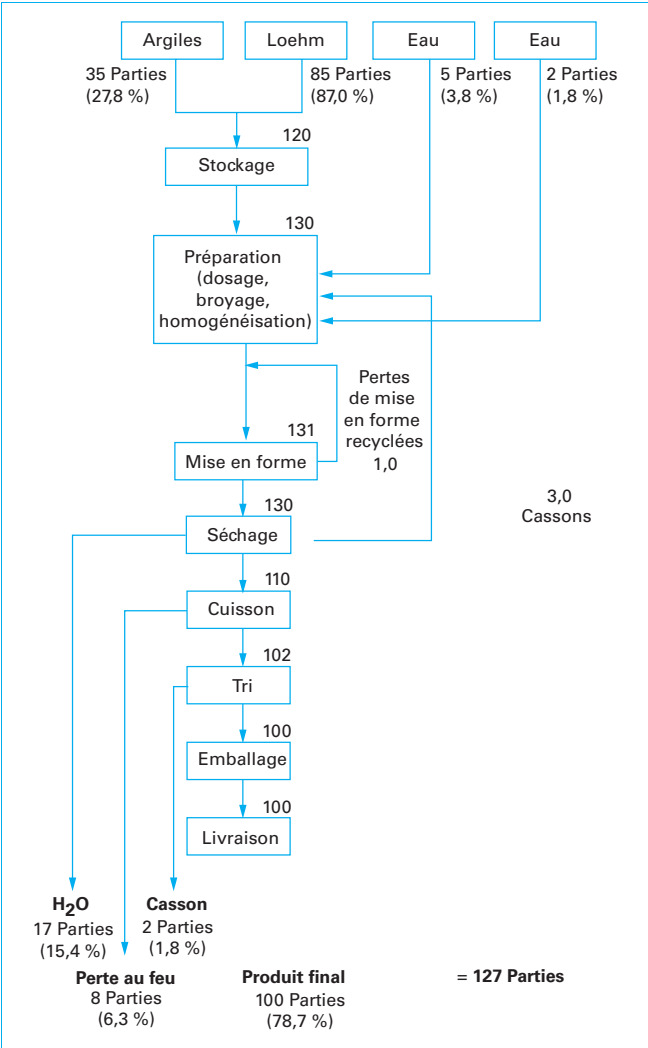 Argiles
Loehm
Eau
Eau
35 Parties
(27,8 %)
85 Parties
(87,0 %)
5 Parties
(3,8 %)
2 Parties
(1,8 %)
120
Stockage
130
Préparation
(dosage,
broyage,
homogénéisation)
Pertes
de mise
en forme
recyclées
1,0
131
Mise en forme
3,0
Cassons
130
Séchage
110
Cuisson
102
Tri
100
Emballage
100
Livraison
H2O
17 Parties
(15,4 %)
Casson
2 Parties
(1,8 %)
Perte au feu
8 Parties
(6,3 %)
Produit final
100 Parties
(78,7 %)
= 127 Parties